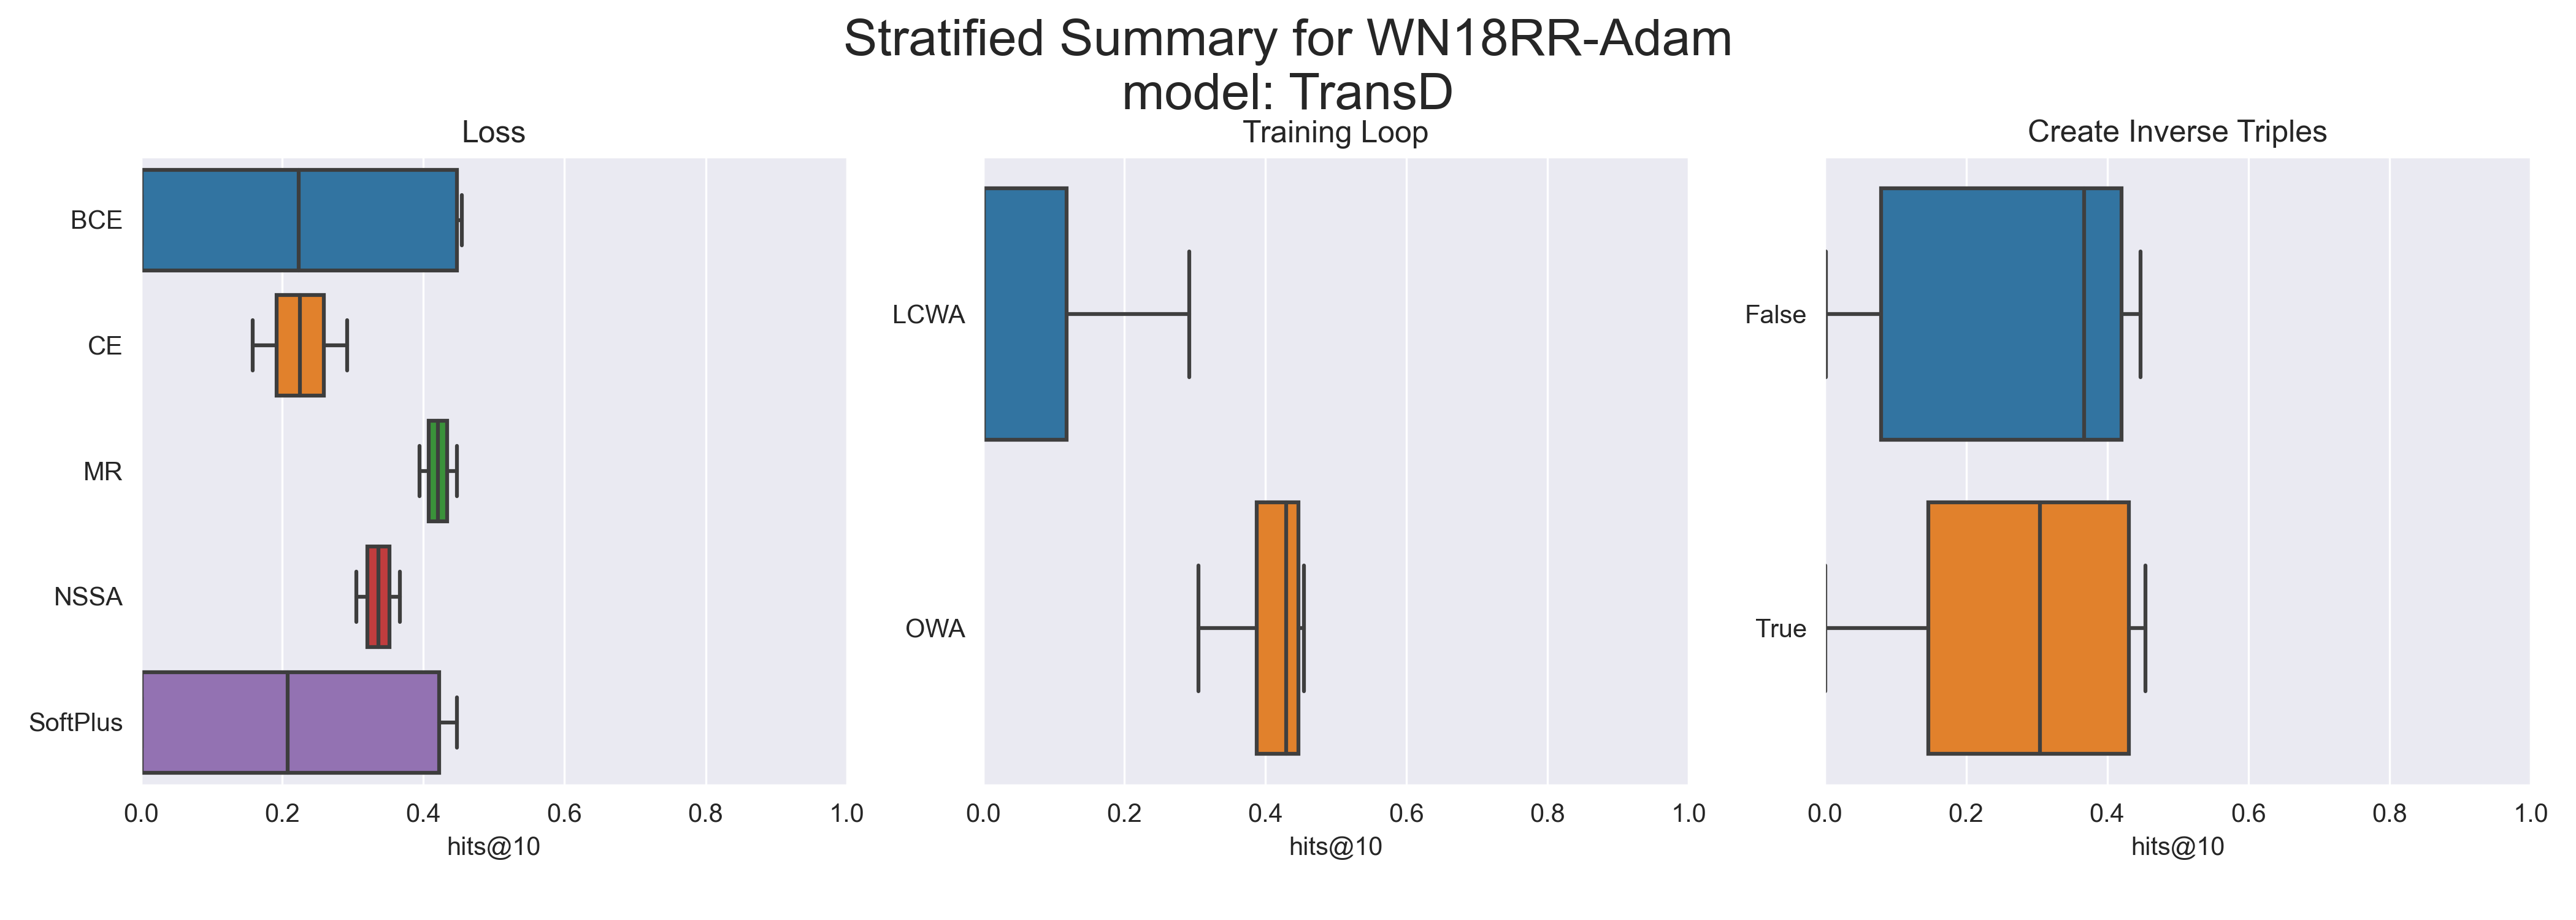 Stratified Summary for WN18RR-Adam
model: TransD
Loss
BCE
CE
MR
NSSA
SoftPlus
0.0 0.2 0.4 0.6 0.8 1.0
hits@10
Training Loop
LCWA
OWA
0.0 0.2 0.4 0.6 0.8 1.0
hits@10
Create Inverse Triples
False
True
0.0 0.2 0.4 0.6 0.8 1.0
hits@10